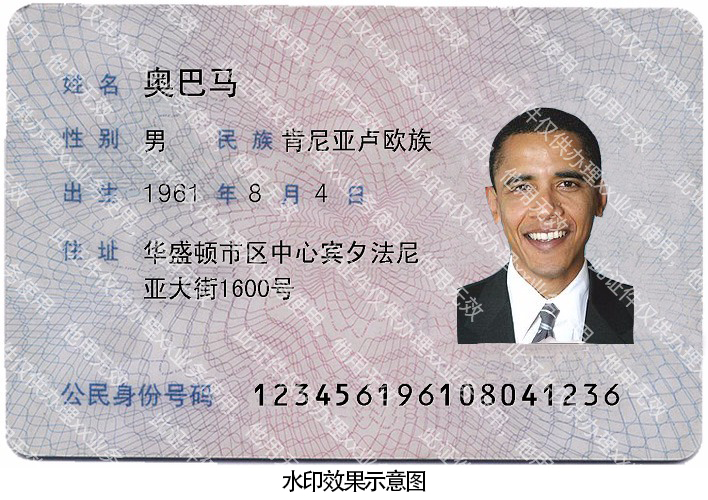 姓名 奥巴马
性别 男 民族 肯尼亚卢欧族
出生 1961 年 8 月 4 日
住址 华盛顿市区中心宾夕法尼
亚大街1600号
公民身份号码 123456196108041236
此证件仅供办理XX业务使用，他用无效
水印效果示意图